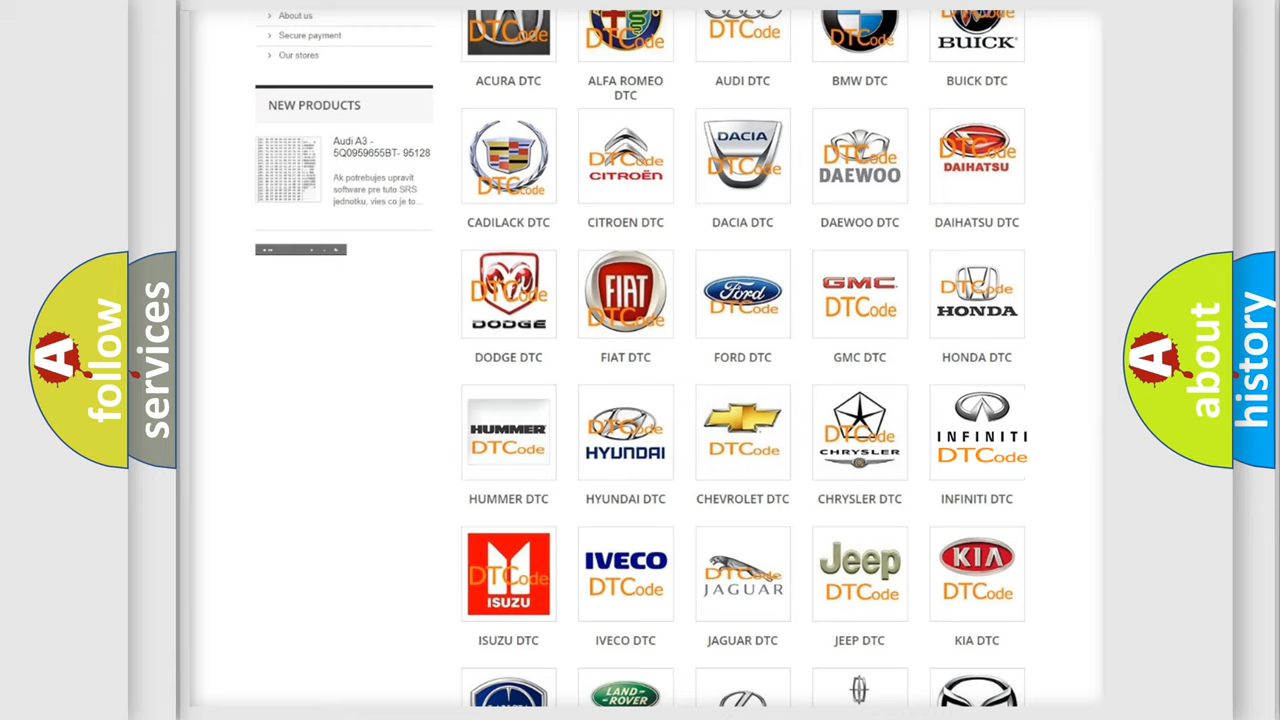 About us
Secure payment
Our stores
NEW PRODUCTS
Audi A3 -
5Q0959655BT- 95128
Ak potrebujes upravit
software pre tuto SRS
jednotku, vies co je to...
DTCode
DTCode
DTCode
DTCode
BUICK
ACURA DTC
ALFA ROMEO
DTC
AUDI DTC
BMW DTC
BUICK DTC
DTCode
DTCode
CITROËN
DACIA
DTCode
DTCode
DAEWOO
DTCode
DAIHATSU
CADILACK DTC
CITROEN DTC
DACIA DTC
DAEWOO DTC
DAIHATSU DTC
DTCode
DODGE
FIAT
DTCode
Ford
DTCode
GMC
DTCode
DTCode
HONDA
DODGE DTC
FIAT DTC
FORD DTC
GMC DTC
HONDA DTC
HUMMER
DTCode
DTCode
HYUNDAI
DTCode
DTCode
CHRYSLER
INFINITI
DTCode
HUMMER DTC
HYUNDAI DTC
CHEVROLET DTC
CHRYSLER DTC
INFINITI DTC
DTCode
ISUZU
IVECO
DTCode
DTCode
JAGUAR
Jeep
DTCode
KIA
DTCode
ISUZU DTC
IVECO DTC
JAGUAR DTC
JEEP DTC
KIA DTC
LAND-
ROVER
A follow
services
A about
history